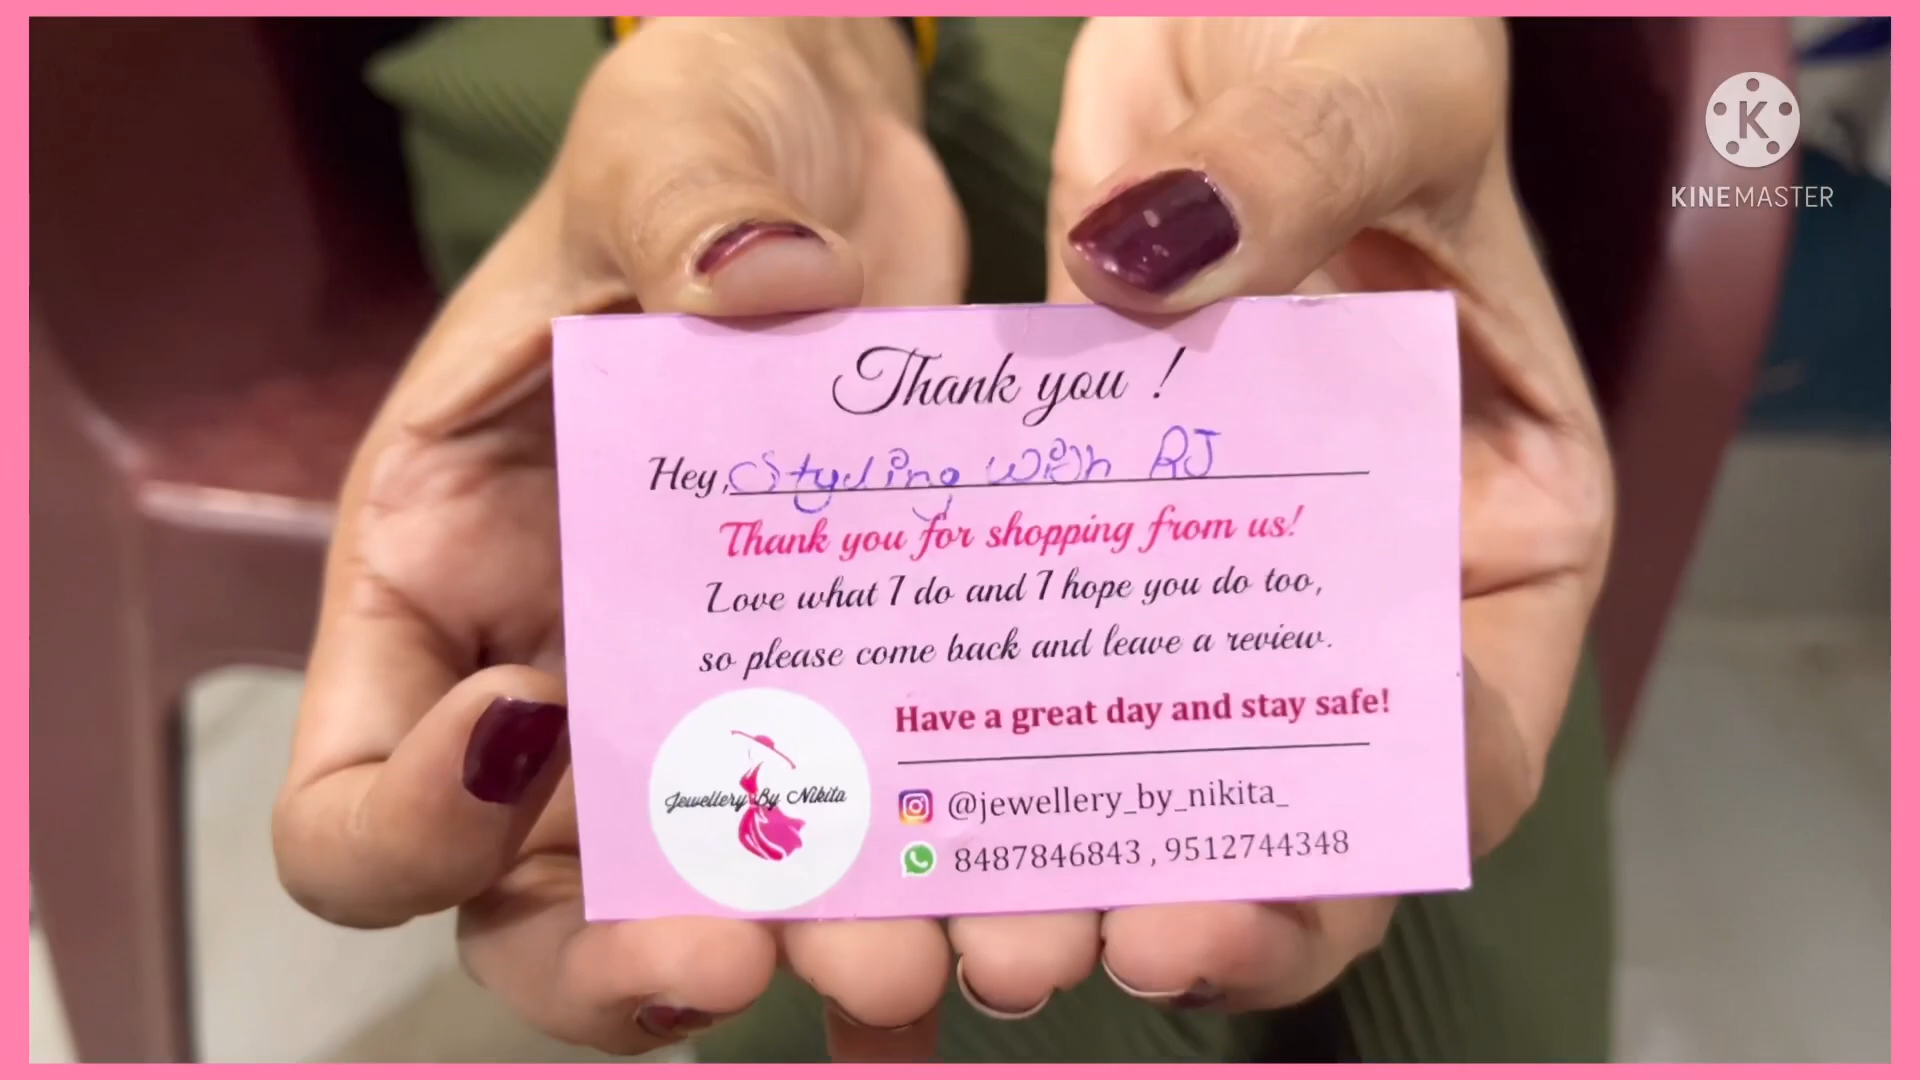 KINEMASTER
Thank you !
Hey, Styling with RJ
Thank you for shopping from us!
Love what I do and I hope you do too,
so please come back and leave a review.
Have a great day and stay safe!
Jewellery By Nikita
@jewellery_by_nikita_
8487846843 , 9512744348